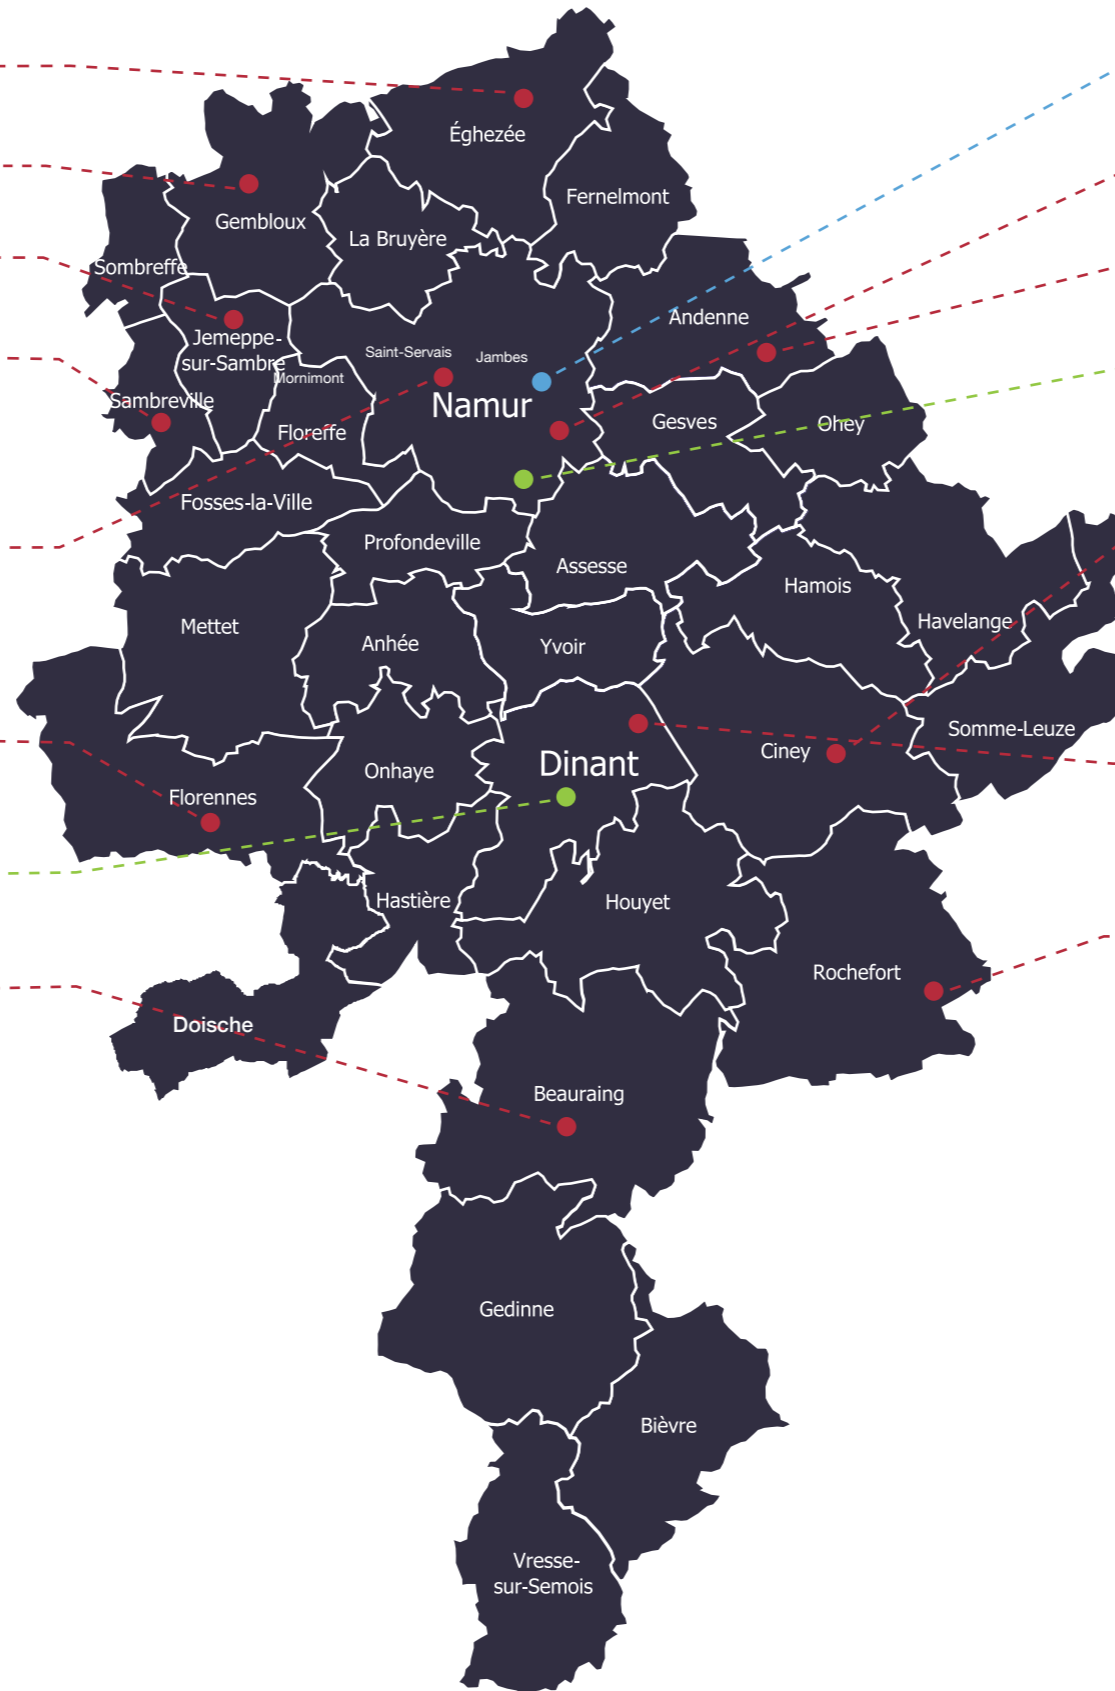 Éghezée
Fernelmont
Gembloux
La Bruyère
Sombreffe
Andenne
Jemeppe-
sur-Sambre
Saint-Servais
Jambes
Mornimont
Sambreville
Namur
Gesves
Ohey
Floreffe
Fosses-la-Ville
Profondeville
Assesse
Hamois
Havelange
Mettet
Anhée
Yvoir
Somme-Leuze
Ciney
Dinant
Onhaye
Florennes
Hastière
Houyet
Rochefort
Doische
Beauraing
Gedinne
Bièvre
Vresse-
sur-Semois